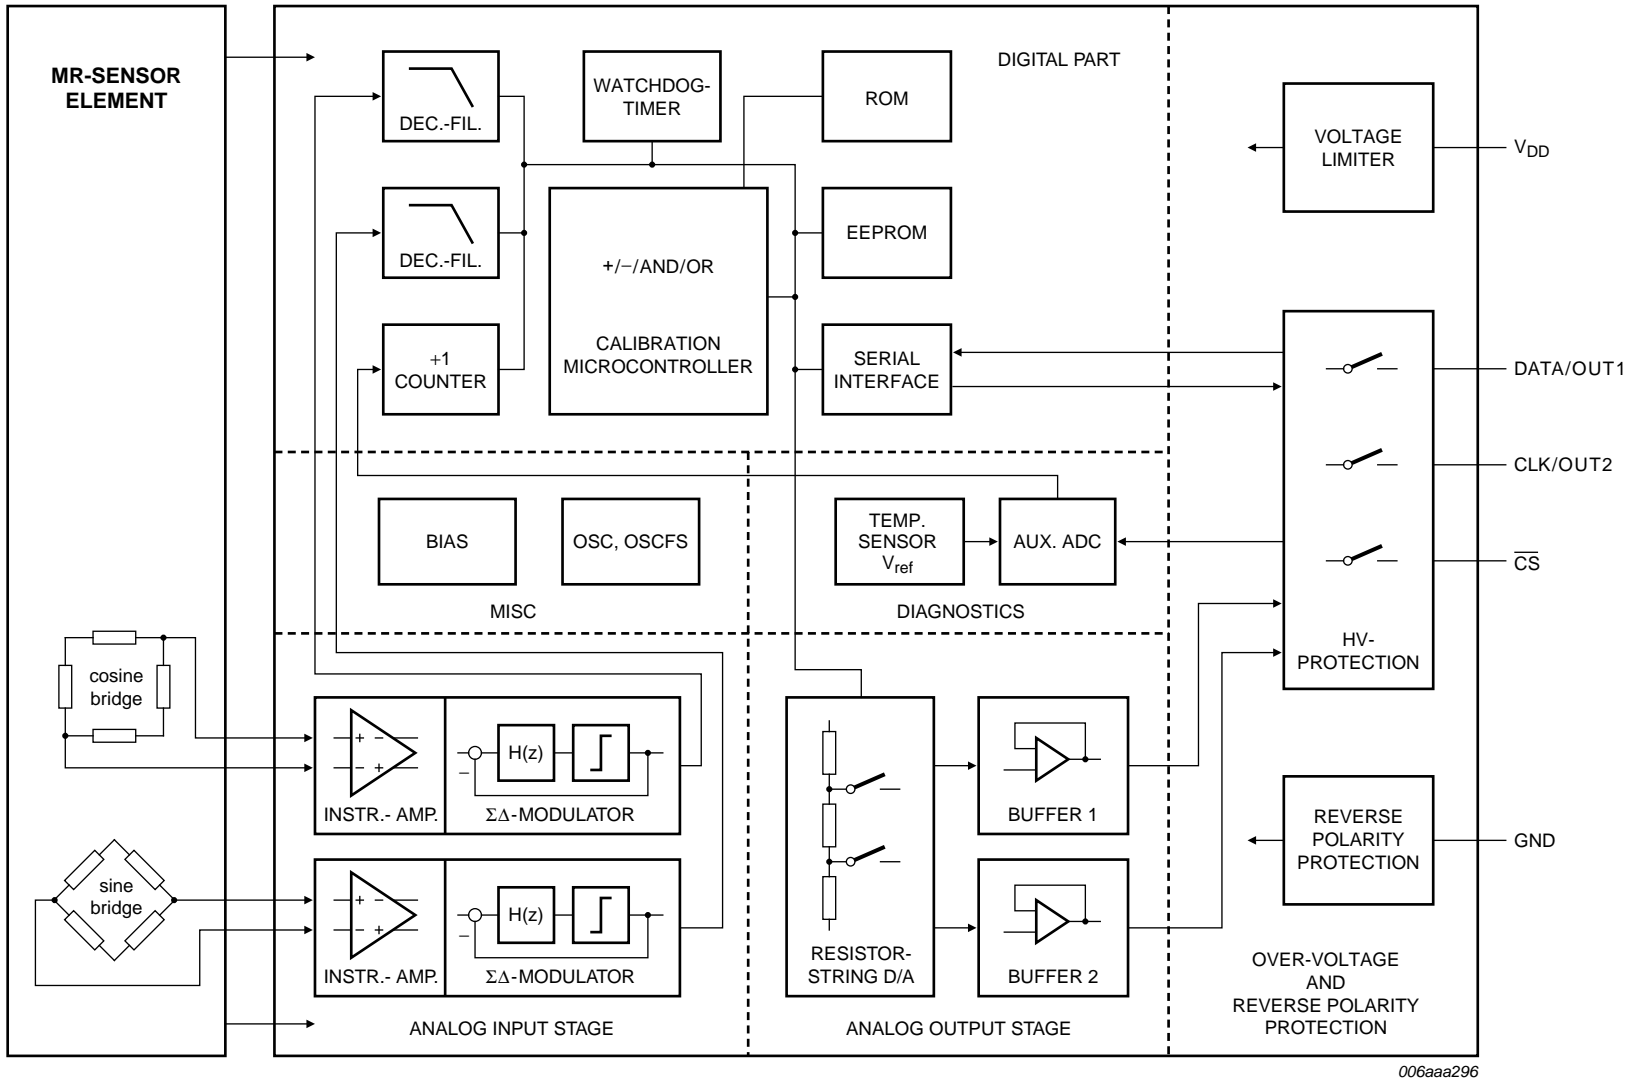 MR-SENSOR
ELEMENT
cosine
bridge
sine
bridge
DEC.-FIL.
DEC.-FIL.
+1
COUNTER
WATCHDOG-
TIMER
ROM
DIGITAL PART
+/−/AND/OR
CALIBRATION
MICROCONTROLLER
EEPROM
SERIAL
INTERFACE
BIAS
OSC, OSCFS
MISC
TEMP.
SENSOR
Vref
AUX. ADC
DIAGNOSTICS
+ −
− +
INSTR.- AMP.
−
H(z)
ΣΔ-MODULATOR
+ −
− +
INSTR.- AMP.
−
H(z)
ΣΔ-MODULATOR
ANALOG INPUT STAGE
RESISTOR-
STRING D/A
BUFFER 1
BUFFER 2
ANALOG OUTPUT STAGE
VOLTAGE
LIMITER
VDD
DATA/OUT1
CLK/OUT2
C̅S̅
HV-
PROTECTION
REVERSE
POLARITY
PROTECTION
GND
OVER-VOLTAGE
AND
REVERSE POLARITY
PROTECTION
006aaa296